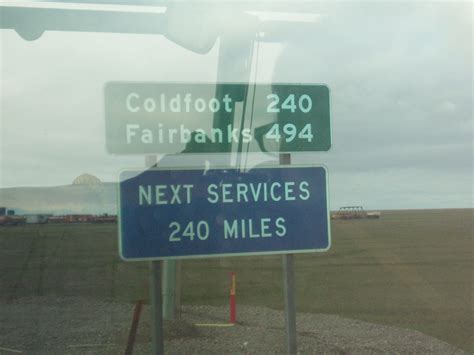 Coldfoot 240
Fairbanks 494
NEXT SERVICES
240 MILES